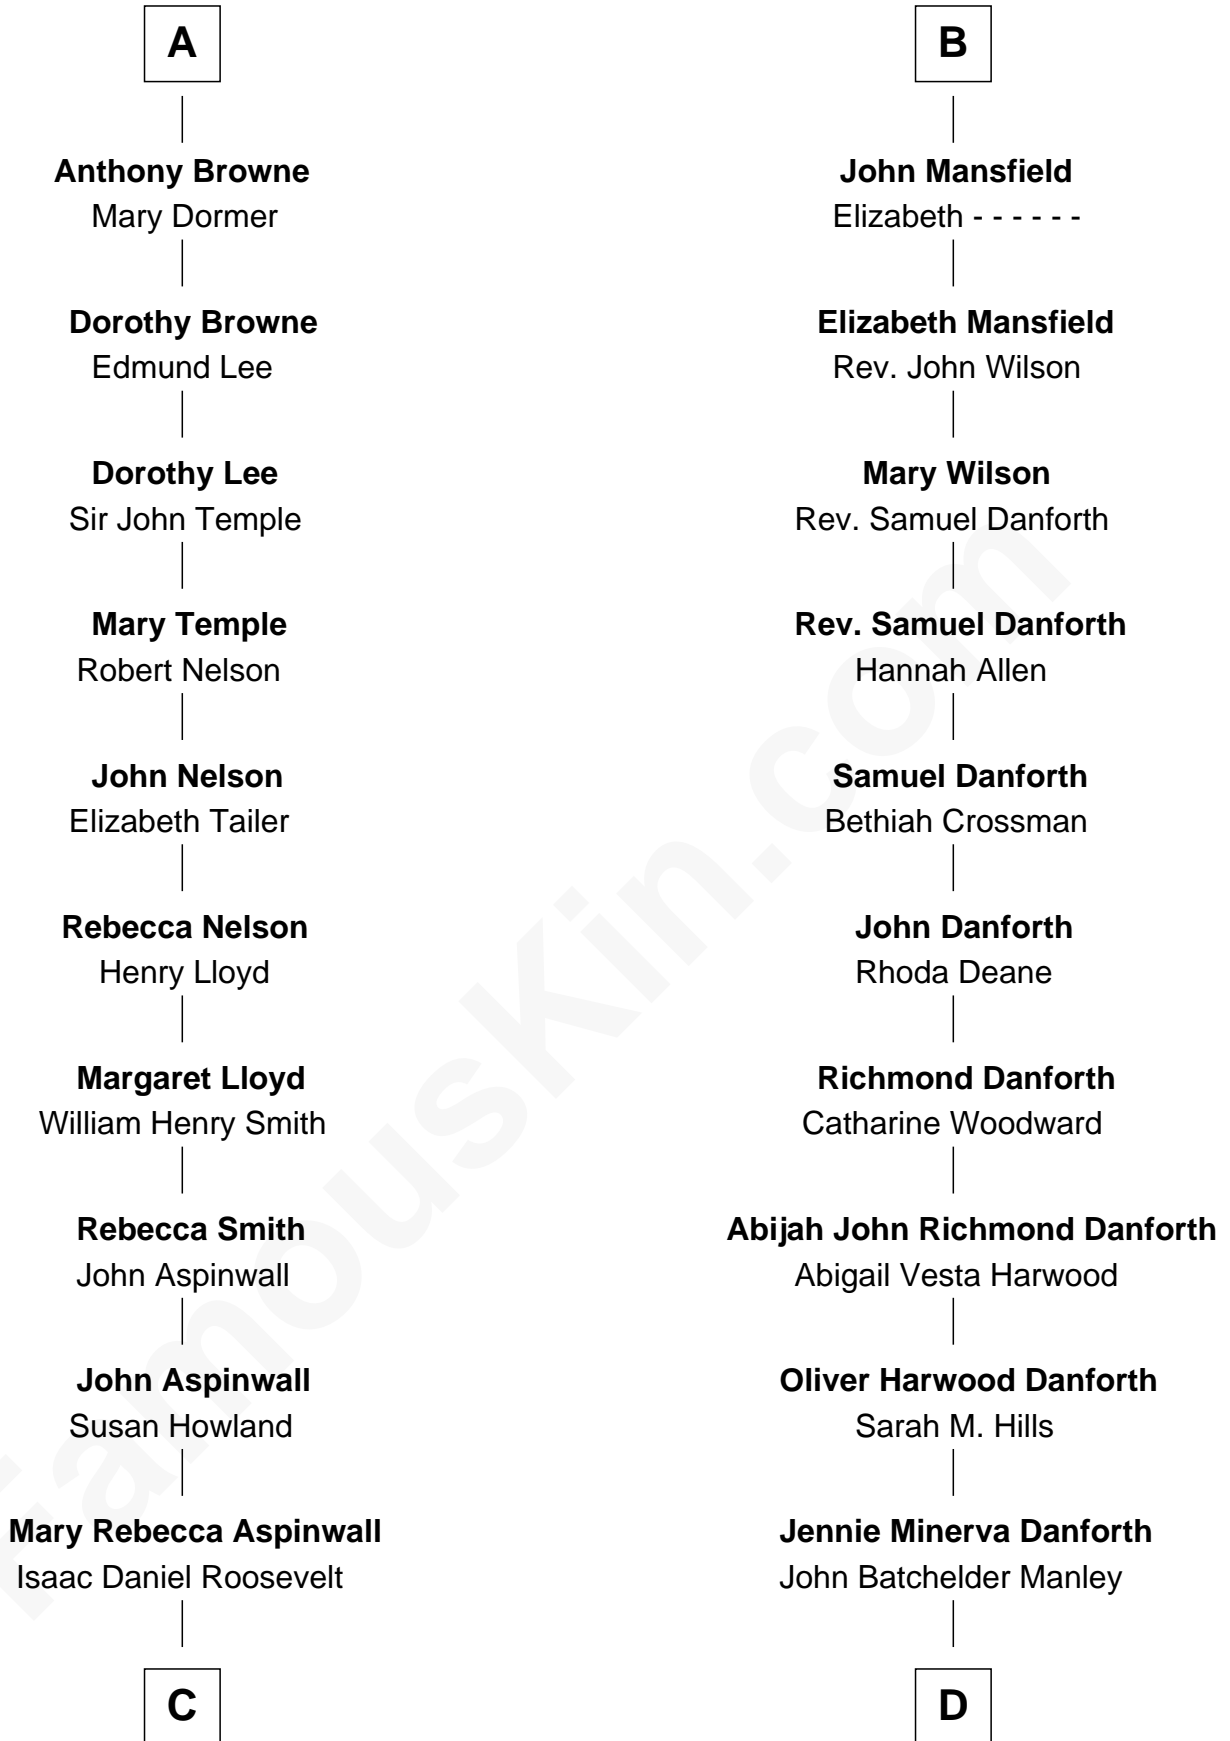 A
Anthony Browne
Mary Dormer
Dorothy Browne
Edmund Lee
Dorothy Lee
Sir John Temple
Mary Temple
Robert Nelson
John Nelson
Elizabeth Tailer
Rebecca Nelson
Henry Lloyd
Margaret Lloyd
William Henry Smith
Rebecca Smith
John Aspinwall
John Aspinwall
Susan Howland
Mary Rebecca Aspinwall
Isaac Daniel Roosevelt
C
B
John Mansfield
Elizabeth - - - - - -
Elizabeth Mansfield
Rev. John Wilson
Mary Wilson
Rev. Samuel Danforth
Rev. Samuel Danforth
Hannah Allen
Samuel Danforth
Bethiah Crossman
John Danforth
Rhoda Deane
Richmond Danforth
Catharine Woodward
Abijah John Richmond Danforth
Abigail Vesta Harwood
Oliver Harwood Danforth
Sarah M. Hills
Jennie Minerva Danforth
John Batchelder Manley
D
FamousKin.com